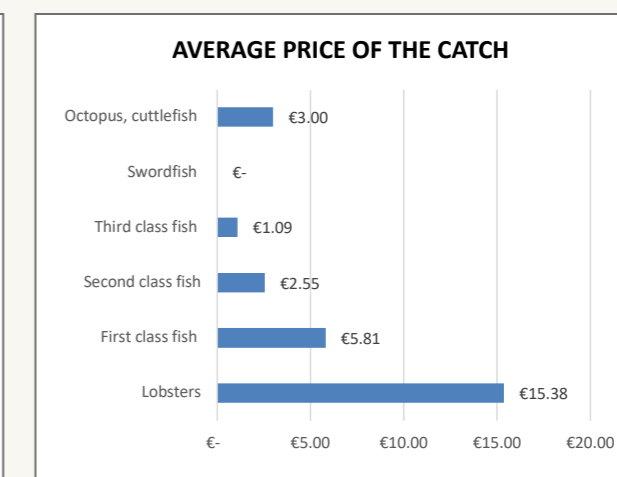 AVERAGE PRICE OF THE CATCH
Octopus, cuttlefish €3.00
Swordfish €-
Third class fish €1.09
Second class fish €2.55
First class fish €5.81
Lobsters €15.38
€- €5.00 €10.00 €15.00 €20.00